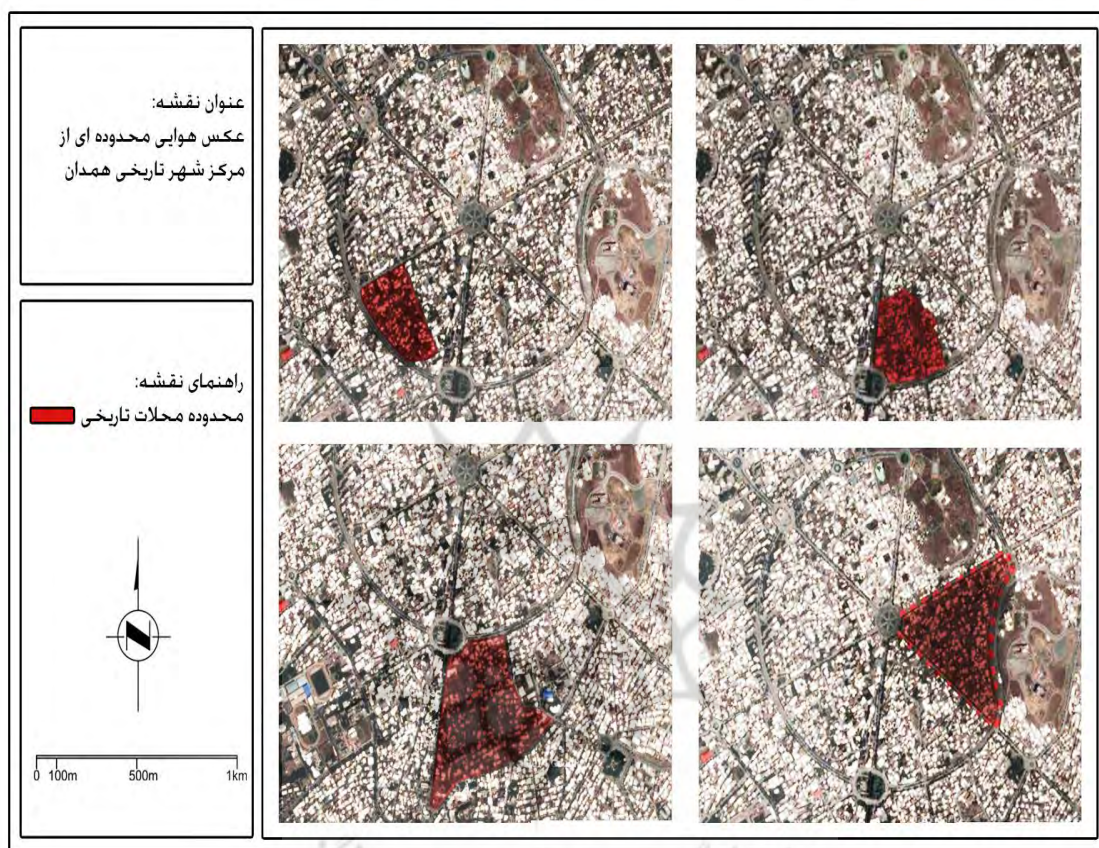 عنوان نقشه:
عکس هوایی محدوده ای از
مرکز شهر تاریخی همدان
راهنمای نقشه:
محدوده محلات تاریخی
0 100m 500m 1km